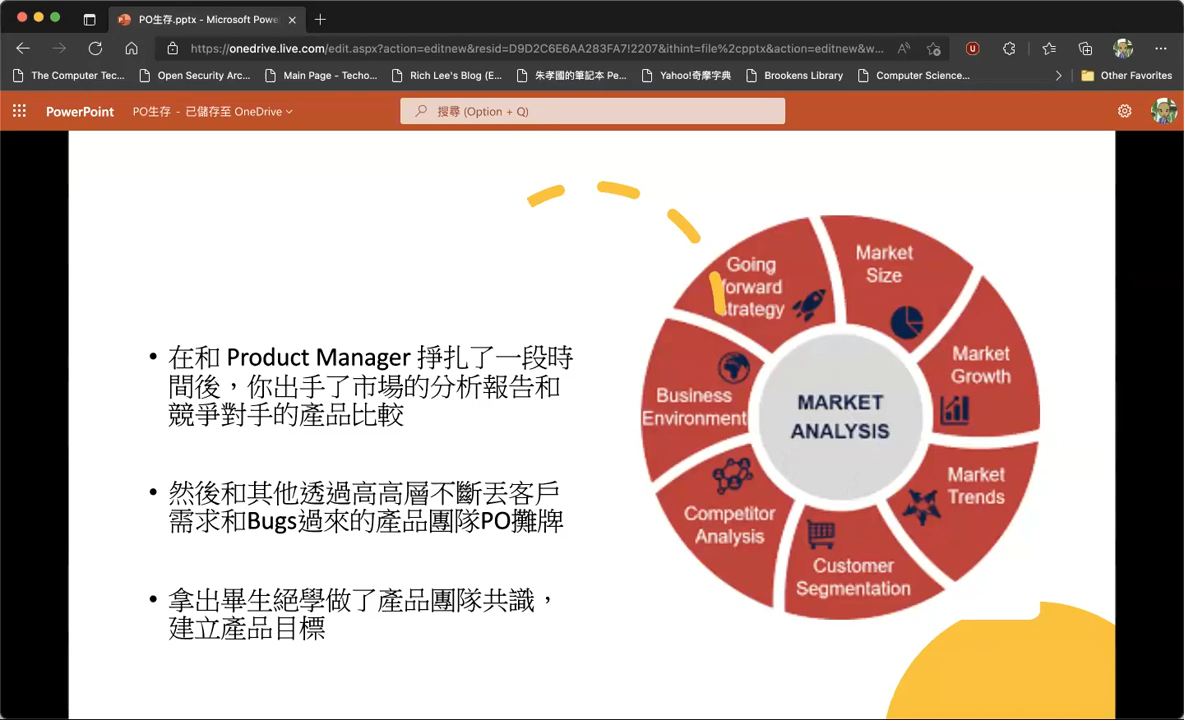 PO生存.pptx - Microsoft Powe
https://onedrive.live.com/edit.aspx?action=editnew&resid=D9D2C6E6AA283FA7!2207&ithint=file%2cpptx&action=editnew&w...
The Computer Tec...
Open Security Arc...
Main Page - Techo...
Rich Lee's Blog (E...
朱孝國的筆記本 Pe...
Yahoo!奇摩字典
Brookens Library
Computer Science...
Other Favorites
PowerPoint
PO生存 - 已儲存至 OneDrive
搜尋 (Option + Q)
• 在和 Product Manager 掙扎了一段時
間後，你出手了市場的分析報告和
競爭對手的產品比較
• 然後和其他透過高高層不斷丟客戶
需求和Bugs過來的產品團隊PO攤牌
• 拿出畢生絕學做了產品團隊共識，
建立產品目標
Going
forward
strategy
Market
Size
Market
Growth
Market
Trends
Customer
Segmentation
Competitor
Analysis
Business
Environment
MARKET
ANALYSIS